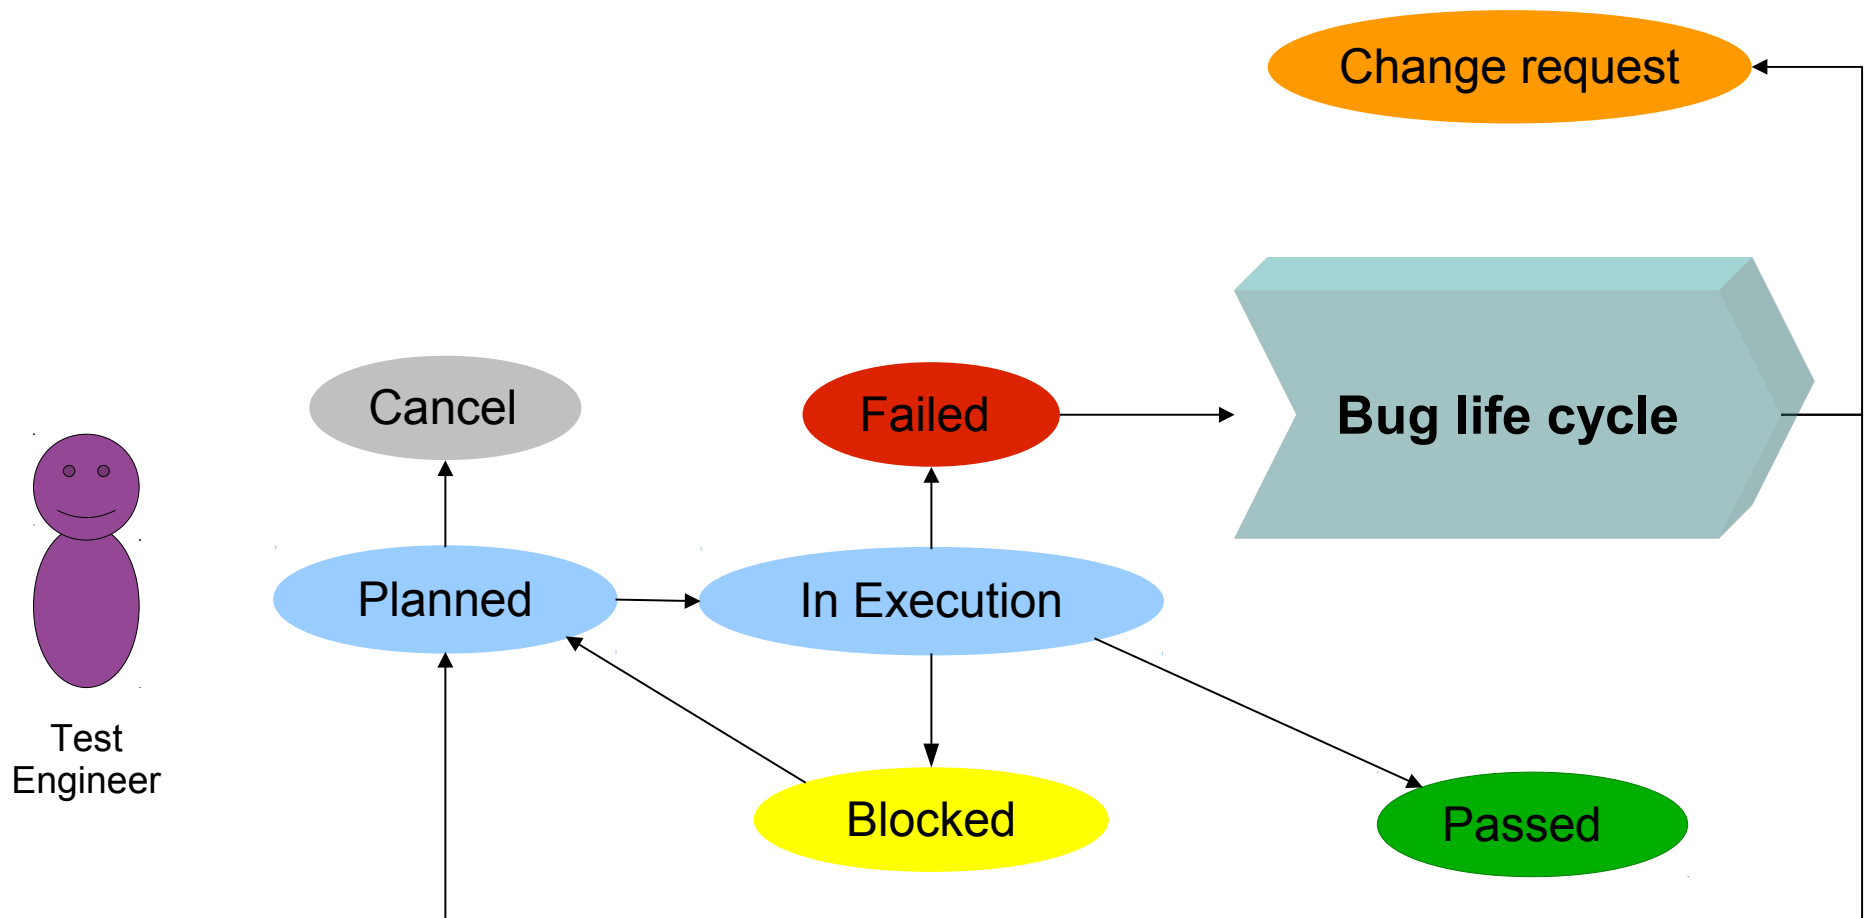 Change request
Cancel
Failed
Bug life cycle
Planned
In Execution
Test
Engineer
Blocked
Passed